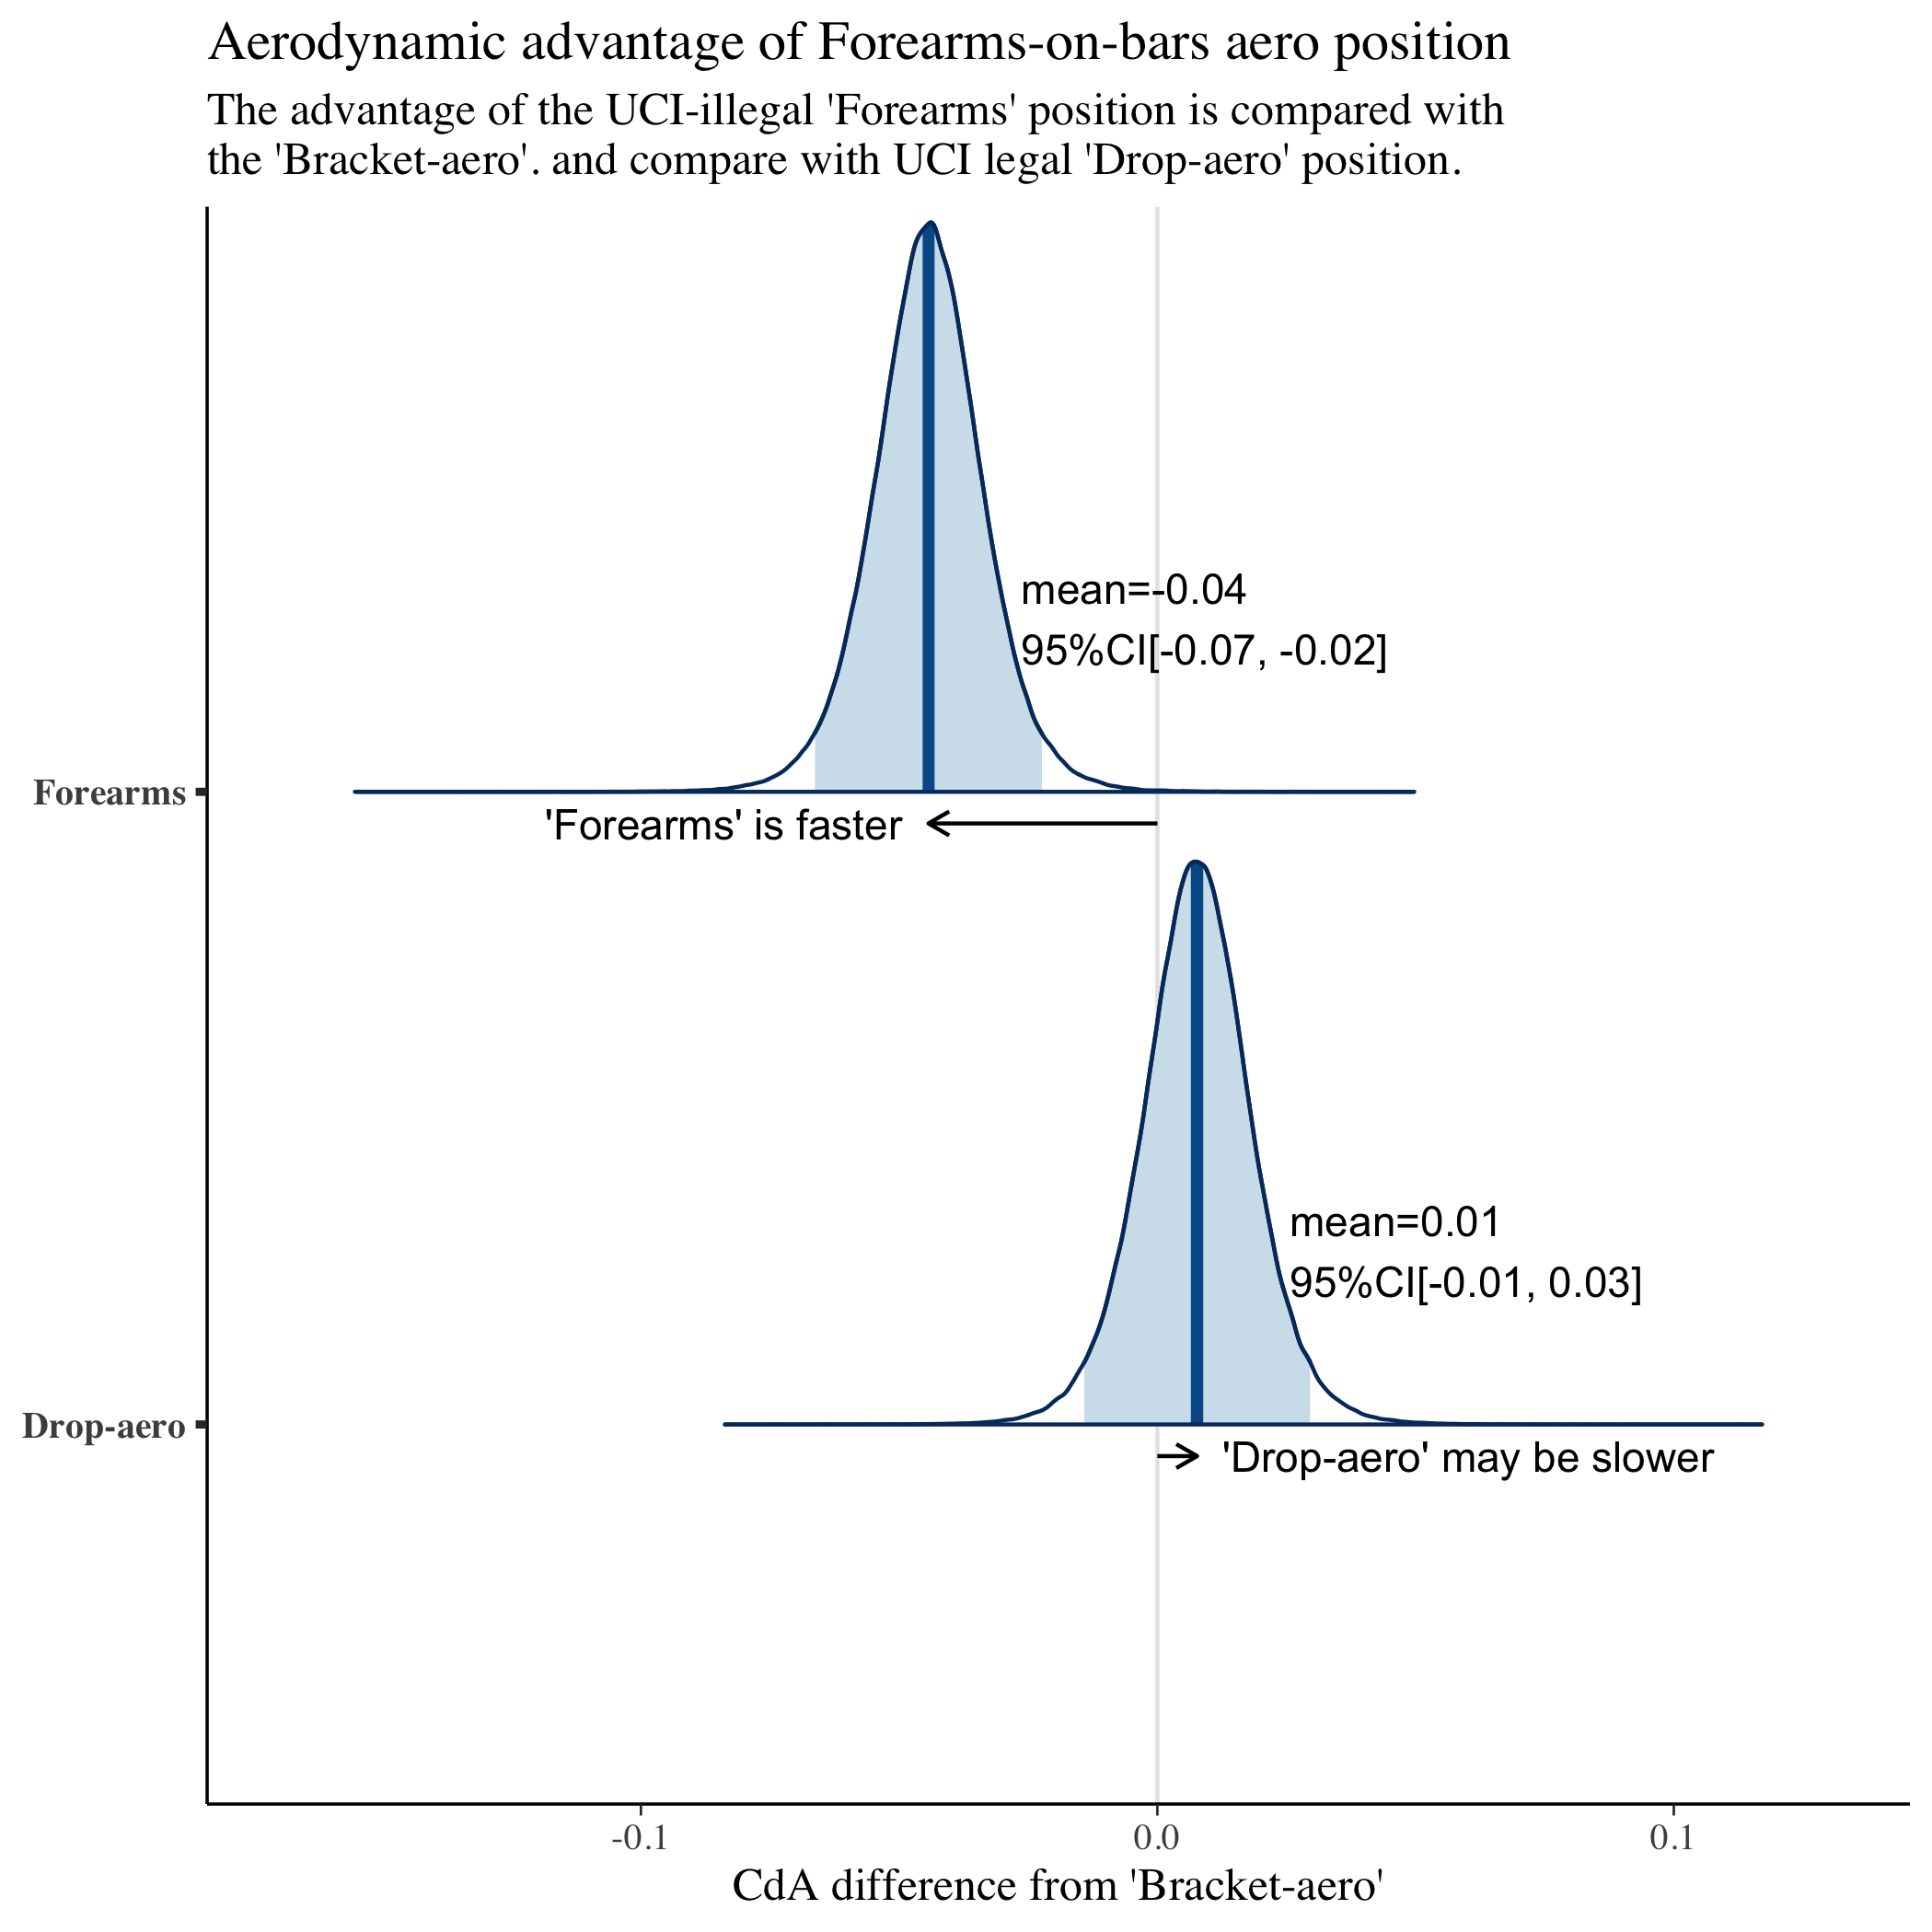 Aerodynamic advantage of Forearms-on-bars aero position
The advantage of the UCI-illegal 'Forearms' position is compared with
the 'Bracket-aero'. and compare with UCI legal 'Drop-aero' position.
mean=-0.04
95%CI[-0.07, -0.02]
Forearms
'Forearms' is faster
mean=0.01
95%CI[-0.01, 0.03]
Drop-aero
'Drop-aero' may be slower
-0.1 0.0 0.1
CdA difference from 'Bracket-aero'